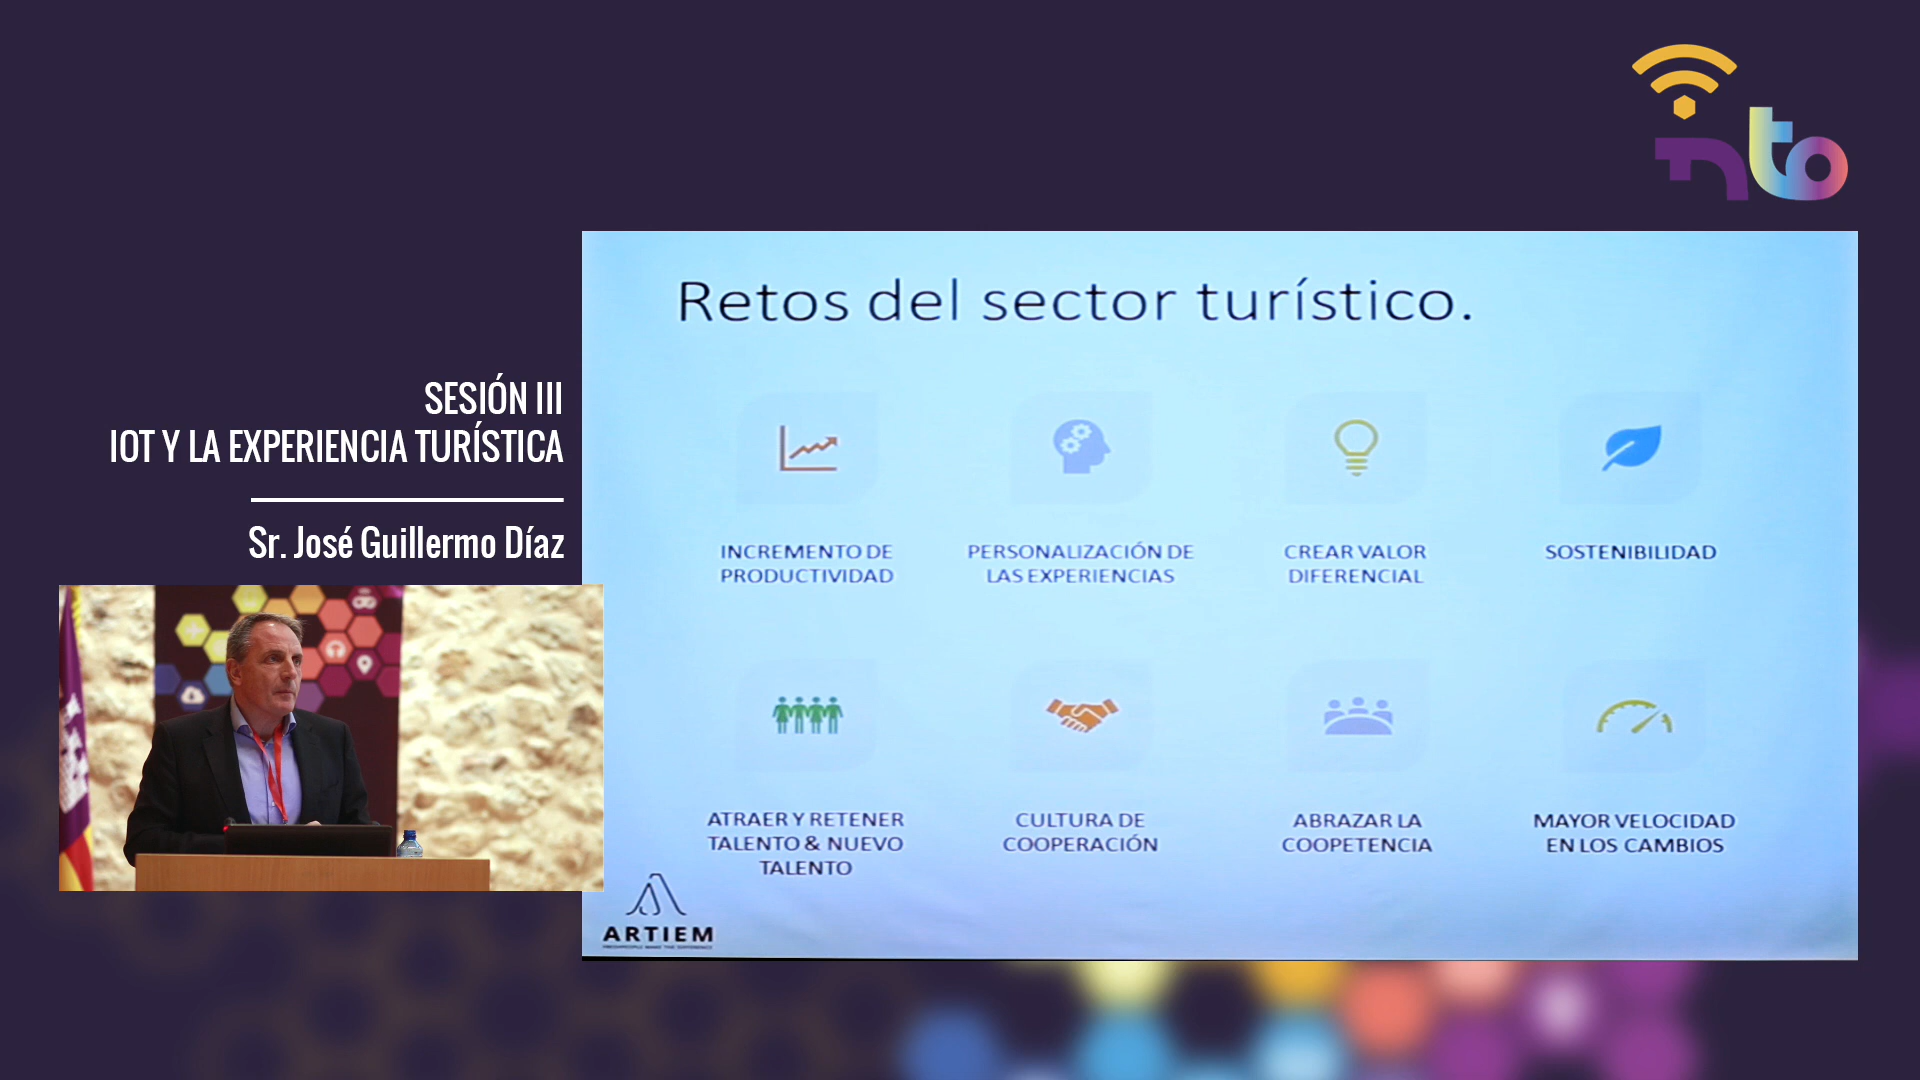 nto
SESIÓN III
IOT Y LA EXPERIENCIA TURÍSTICA
Sr. José Guillermo Díaz
Retos del sector turístico.
INCREMENTO DE
PRODUCTIVIDAD
PERSONALIZACIÓN DE
LAS EXPERIENCIAS
CREAR VALOR
DIFERENCIAL
SOSTENIBILIDAD
ATRAER Y RETENER
TALENTO & NUEVO
TALENTO
CULTURA DE
COOPERACIÓN
ABRAZAR LA
COOPETENCIA
MAYOR VELOCIDAD
EN LOS CAMBIOS
ARTIEM